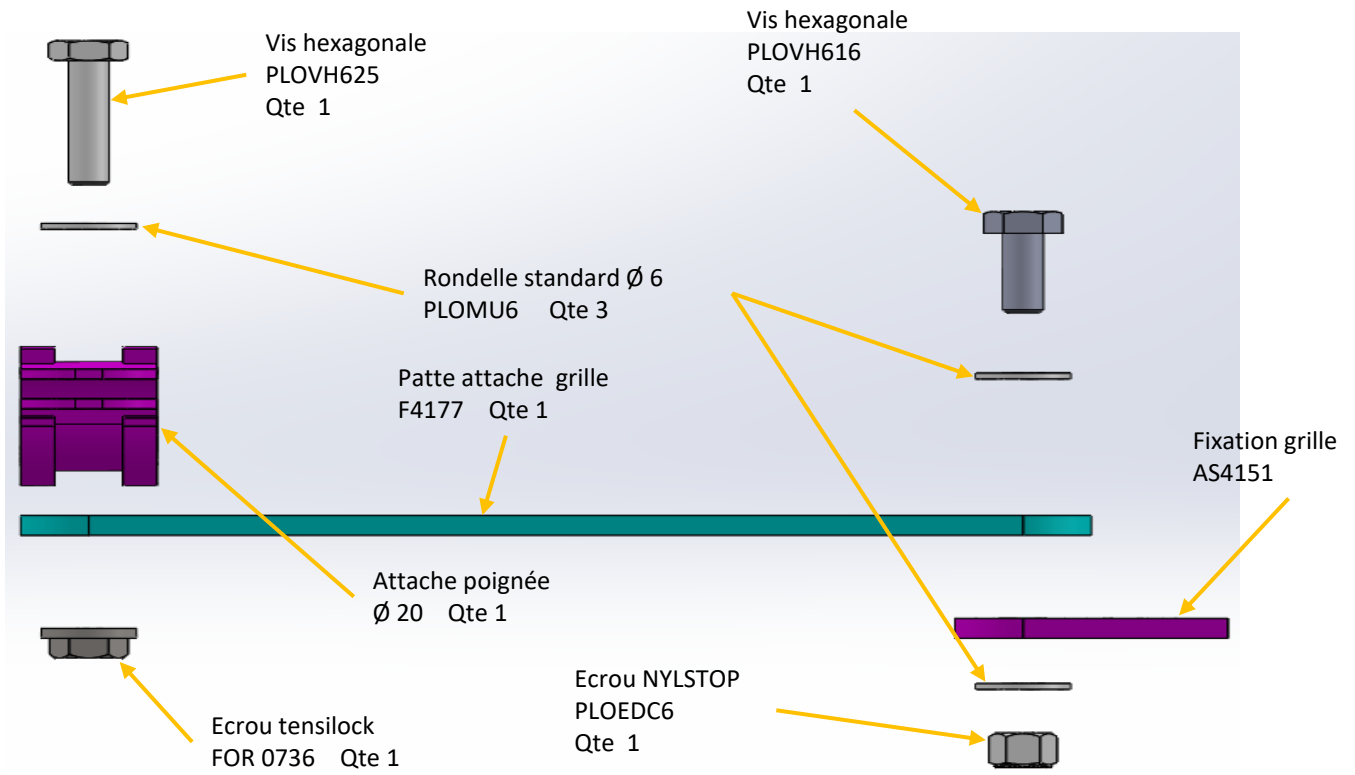 Vis hexagonale
PLOVH625
Qte 1
Vis hexagonale
PLOVH616
Qte 1
Rondelle standard Ø 6
PLOMU6 Qte 3
Patte attache grille
F4177 Qte 1
Fixation grille
AS4151
Attache poignée
Ø 20 Qte 1
Ecrou NYLSTOP
PLOEDC6
Qte 1
Ecrou tensilock
FOR 0736 Qte 1